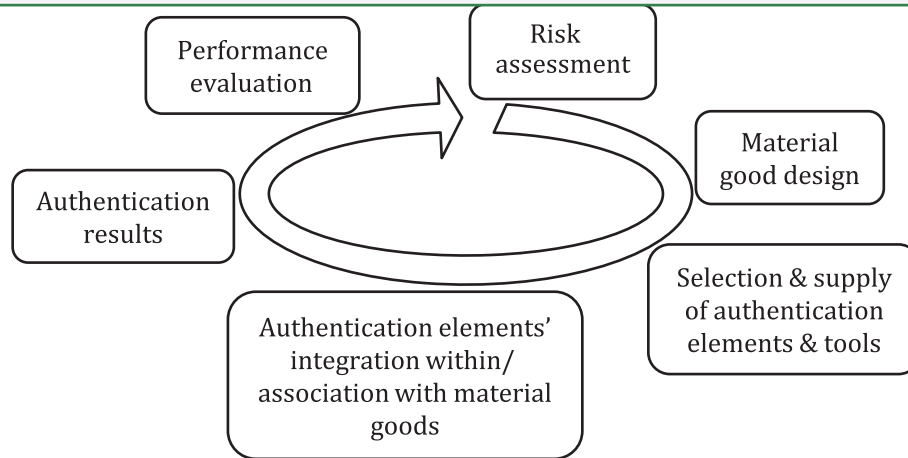 Risk
assessment
Material
good design
Selection & supply
of authentication
elements & tools
Authentication elements’
integration within/
association with material
goods
Authentication
results
Performance
evaluation